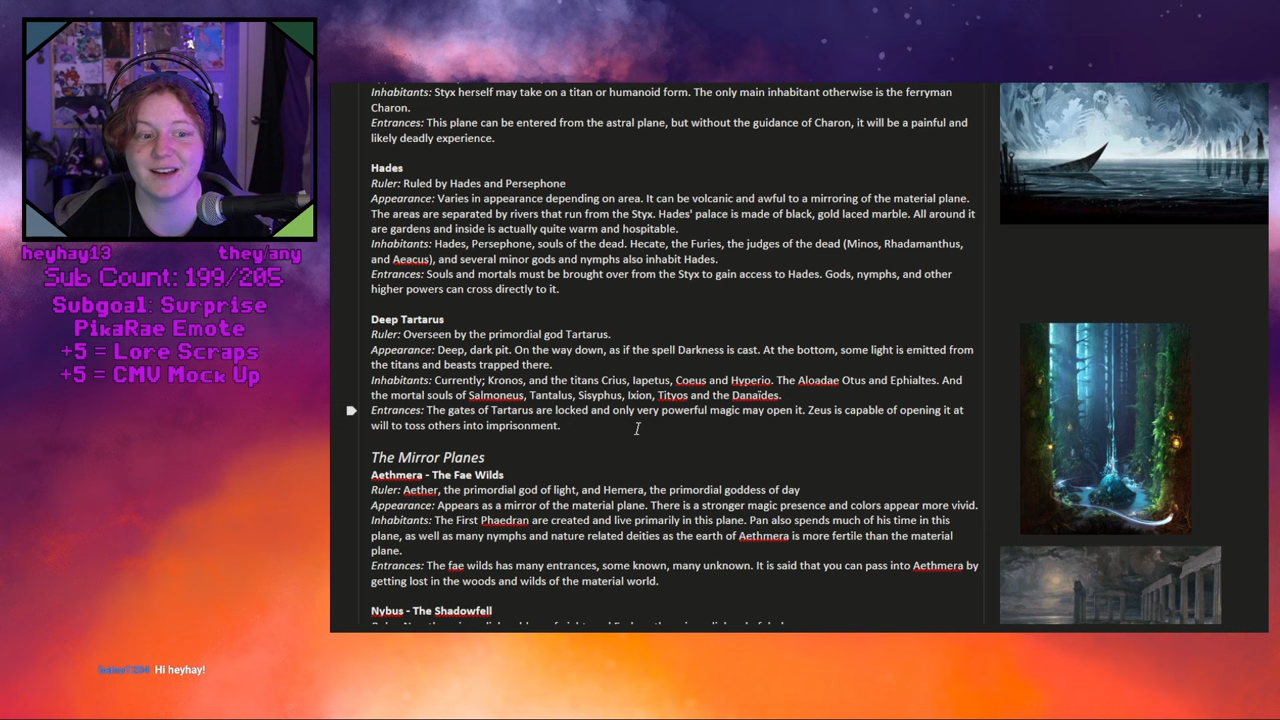 Inhabitants: Styx herself may take on a titan or humanoid form. The only main inhabitant otherwise is the ferryman
Charon.
Entrances: This plane can be entered from the astral plane, but without the guidance of Charon, it will be a painful and
likely deadly experience.
Hades
Ruler: Ruled by Hades and Persephone
Appearance: Varies in appearance depending on area. It can be volcanic and awful to a mirroring of the material plane.
The areas are separated by rivers that run from the Styx. Hades' palace is made of black, gold laced marble. All around it
are gardens and inside is actually quite warm and hospitable.
Inhabitants: Hades, Persephone, souls of the dead. Hecate, the Furies, the judges of the dead (Minos, Rhadamanthus,
and Aeacus), and several minor gods and nymphs also inhabit Hades.
Entrances: Souls and mortals must be brought over from the Styx to gain access to Hades. Gods, nymphs, and other
higher powers can cross directly to it.
Deep Tartarus
Ruler: Overseen by the primordial god Tartarus.
Appearance: Deep, dark pit. On the way down, as if the spell Darkness is cast. At the bottom, some light is emitted from
the titans and beasts trapped there.
Inhabitants: Currently; Kronos, and the titans Crius, Iapetus, Coeus and Hyperio. The Aloadae Otus and Ephialtes. And
the mortal souls of Salmoneus, Tantalus, Sisyphus, Ixion, Tityos and the Danaïdes.
Entrances: The gates of Tartarus are locked and only very powerful magic may open it. Zeus is capable of opening it at
will to toss others into imprisonment.
The Mirror Planes
Aethmera - The Fae Wilds
Ruler: Aether, the primordial god of light, and Hemera, the primordial goddess of day
Appearance: Appears as a mirror of the material plane. There is a stronger magic presence and colors appear more vivid.
Inhabitants: The First Phaedran are created and live primarily in this plane. Pan also spends much of his time in this
plane, as well as many nymphs and nature related deities as the earth of Aethmera is more fertile than the material
plane.
Entrances: The fae wilds has many entrances, some known, many unknown. It is said that you can pass into Aethmera by
getting lost in the woods and wilds of the material world.
Nybus - The Shadowfell
heyhay13 they/any
Sub Count: 199/205
Subgoal: Surprise
PikaRae Emote
+5 = Lore Scraps
+5 = CMV Mock Up
Hi heyhay!